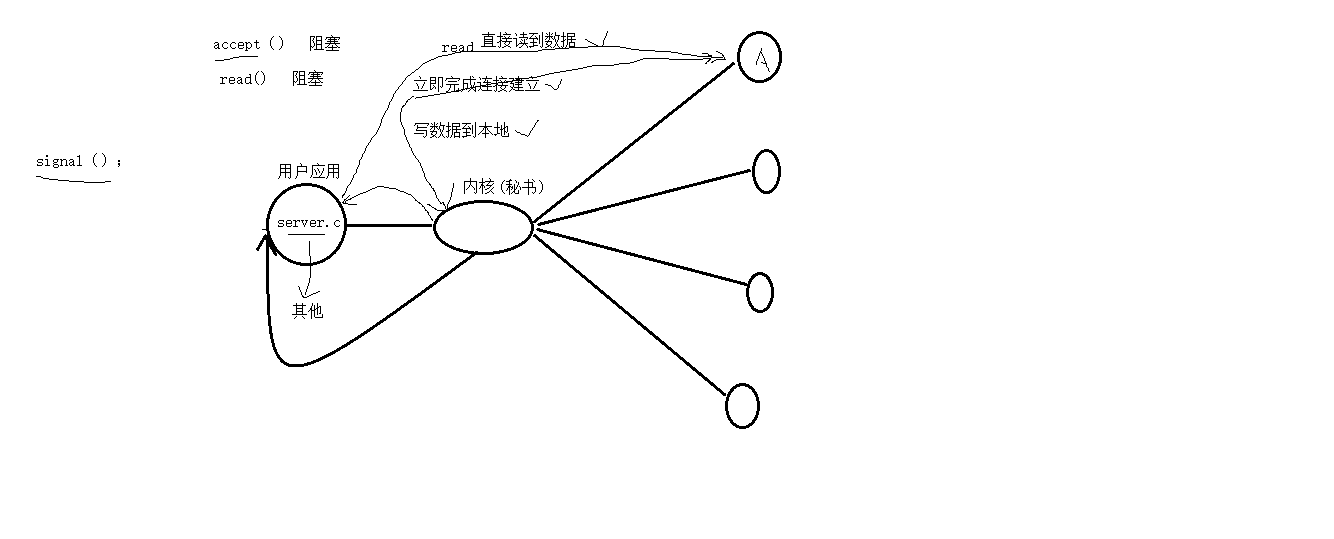 accept（） 阻塞
read 直接读到数据
A
read() 阻塞
立即完成连接建立
写数据到本地
signal（）；
用户应用
内核(秘书)
server.c
其他